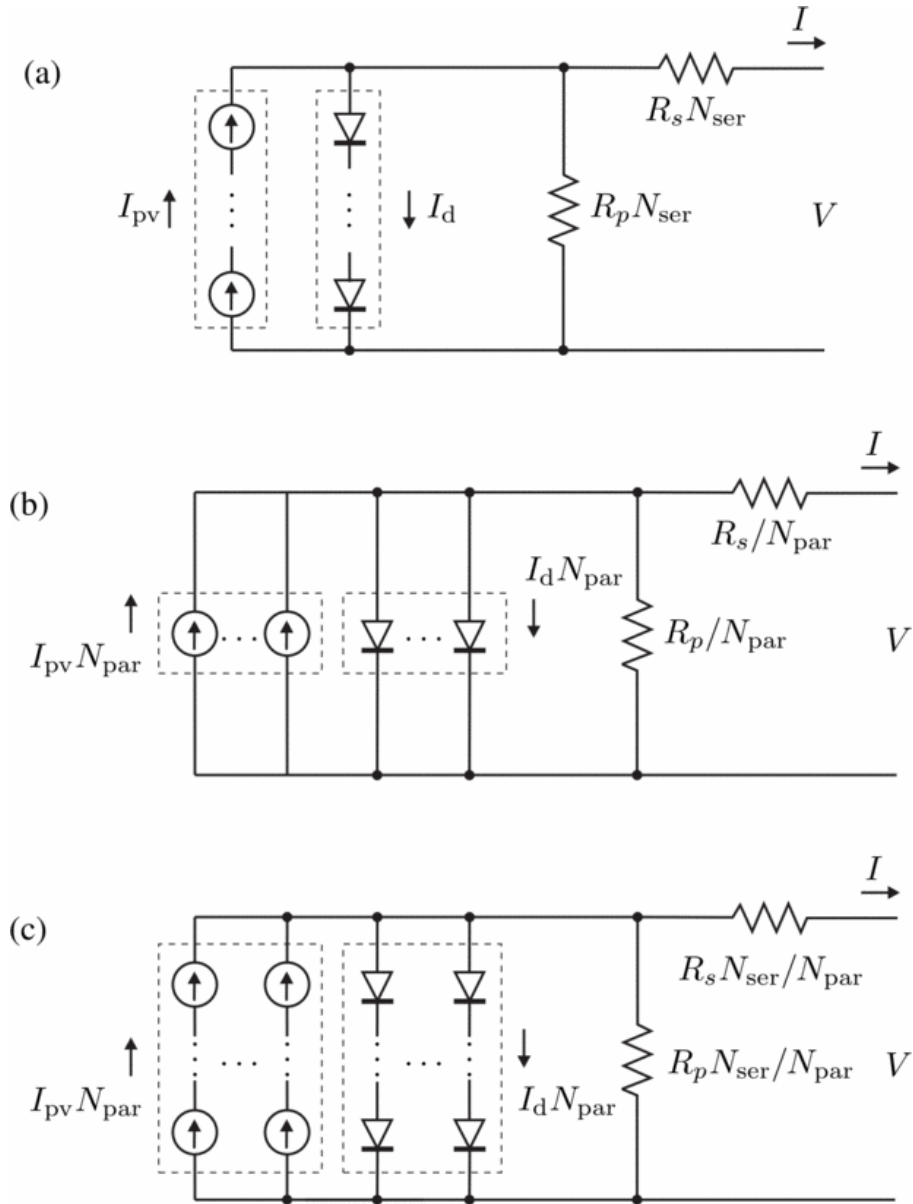 (a)
I
R_s N_ser
I_pv
. . .
. . .
I_d
R_p N_ser
V
(b)
I
R_s/N_par
I_d N_par
I_pv N_par
. . .
. . .
R_p/N_par
V
(c)
I
R_s N_ser/N_par
I_pv N_par
. . .
. . .
I_d N_par
R_p N_ser/N_par
V